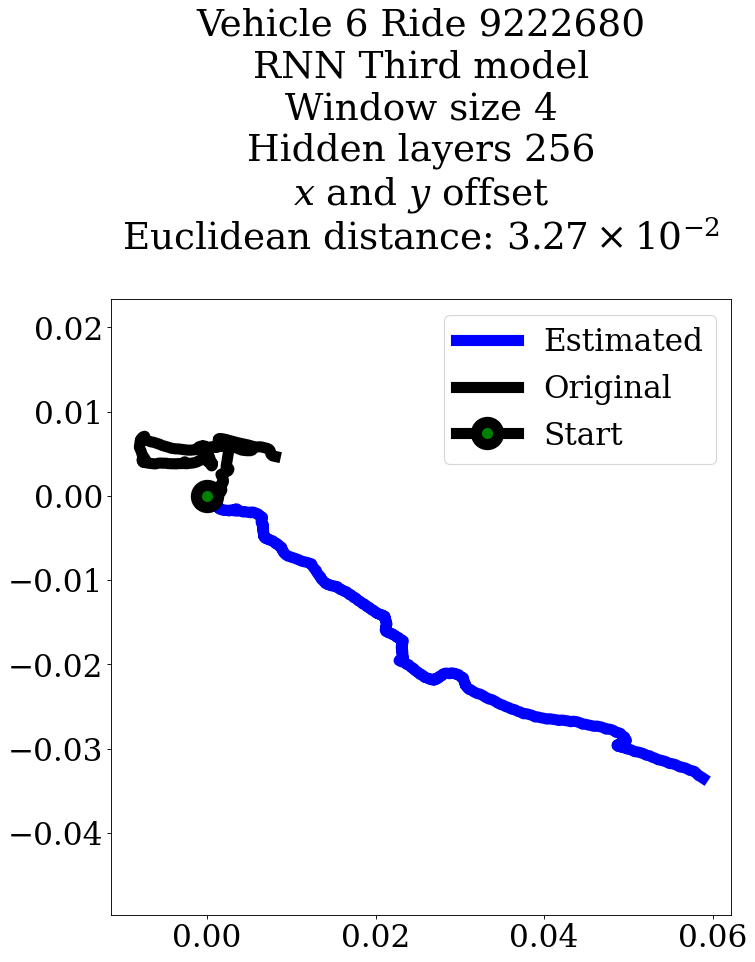 Vehicle 6 Ride 9222680
RNN Third model
Window size 4
Hidden layers 256
x and y offset
Euclidean distance: 3.27 × 10⁻²
Estimated
Original
Start
0.02
0.01
0.00
−0.01
−0.02
−0.03
−0.04
0.00 0.02 0.04 0.06